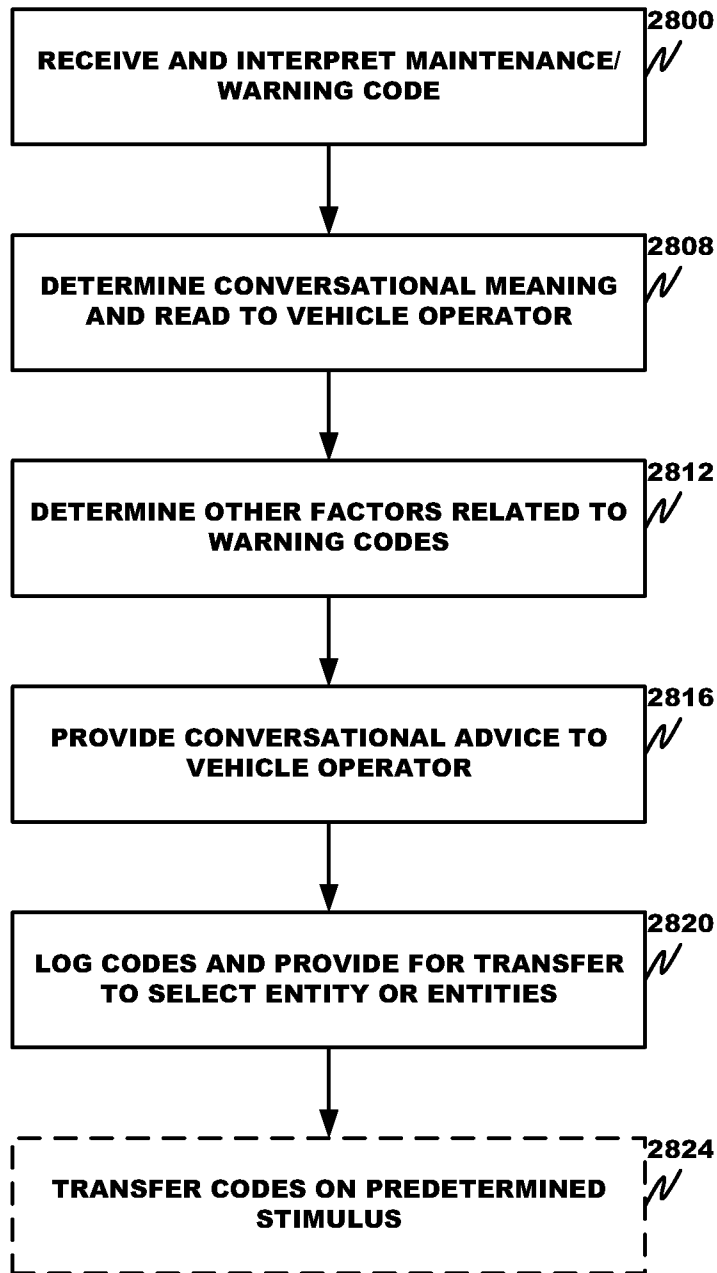 2800
RECEIVE AND INTERPRET MAINTENANCE/
WARNING CODE
2808
DETERMINE CONVERSATIONAL MEANING
AND READ TO VEHICLE OPERATOR
2812
DETERMINE OTHER FACTORS RELATED TO
WARNING CODES
2816
PROVIDE CONVERSATIONAL ADVICE TO
VEHICLE OPERATOR
2820
LOG CODES AND PROVIDE FOR TRANSFER
TO SELECT ENTITY OR ENTITIES
2824
TRANSFER CODES ON PREDETERMINED
STIMULUS